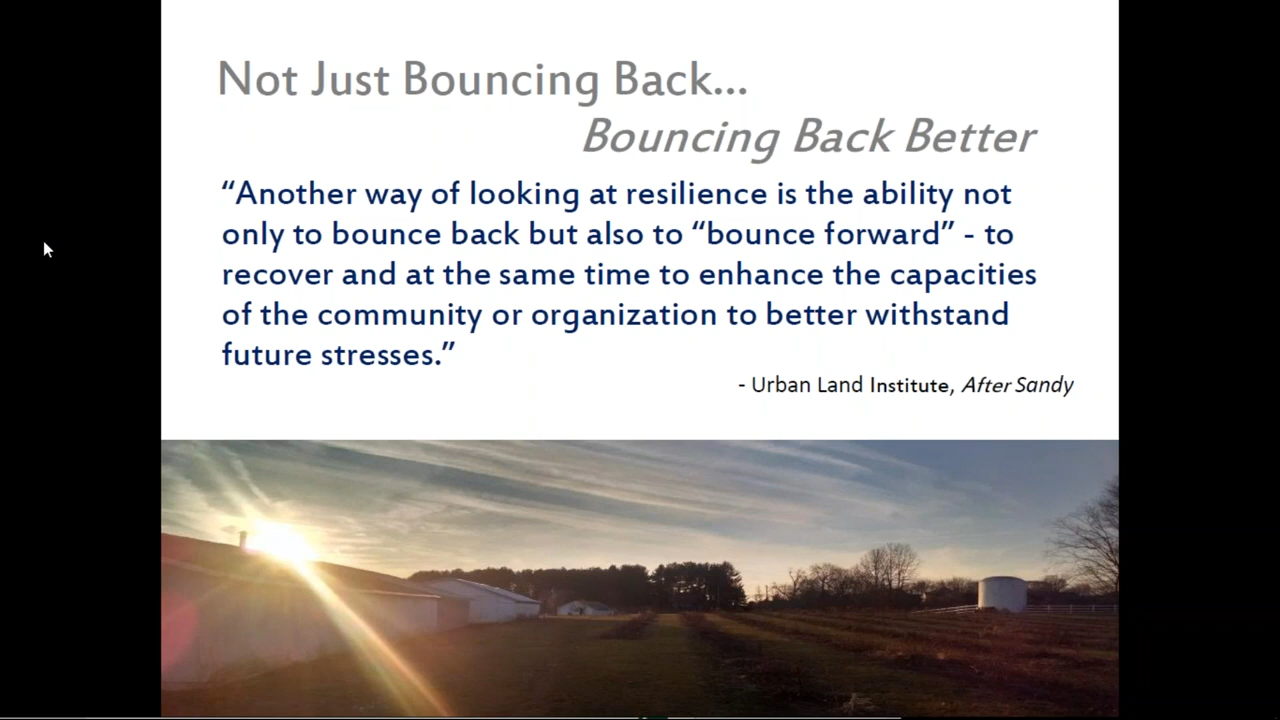 Not Just Bouncing Back...
Bouncing Back Better
“Another way of looking at resilience is the ability not
only to bounce back but also to “bounce forward” - to
recover and at the same time to enhance the capacities
of the community or organization to better withstand
future stresses.”
- Urban Land Institute, After Sandy